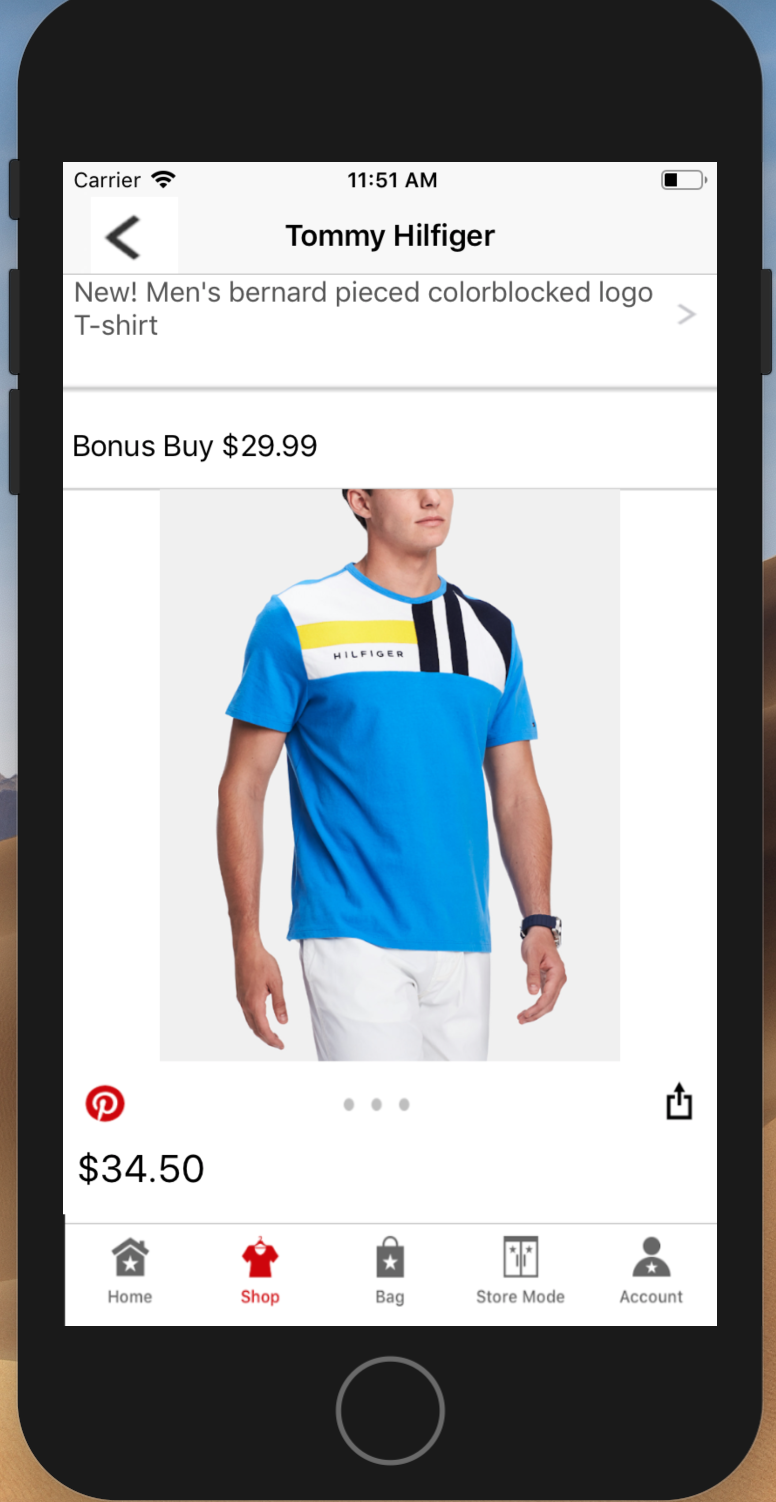 Carrier 11:51 AM
Tommy Hilfiger
New! Men's bernard pieced colorblocked logo
T-shirt
Bonus Buy $29.99
HILFIGER
$34.50
Home Shop Bag Store Mode Account